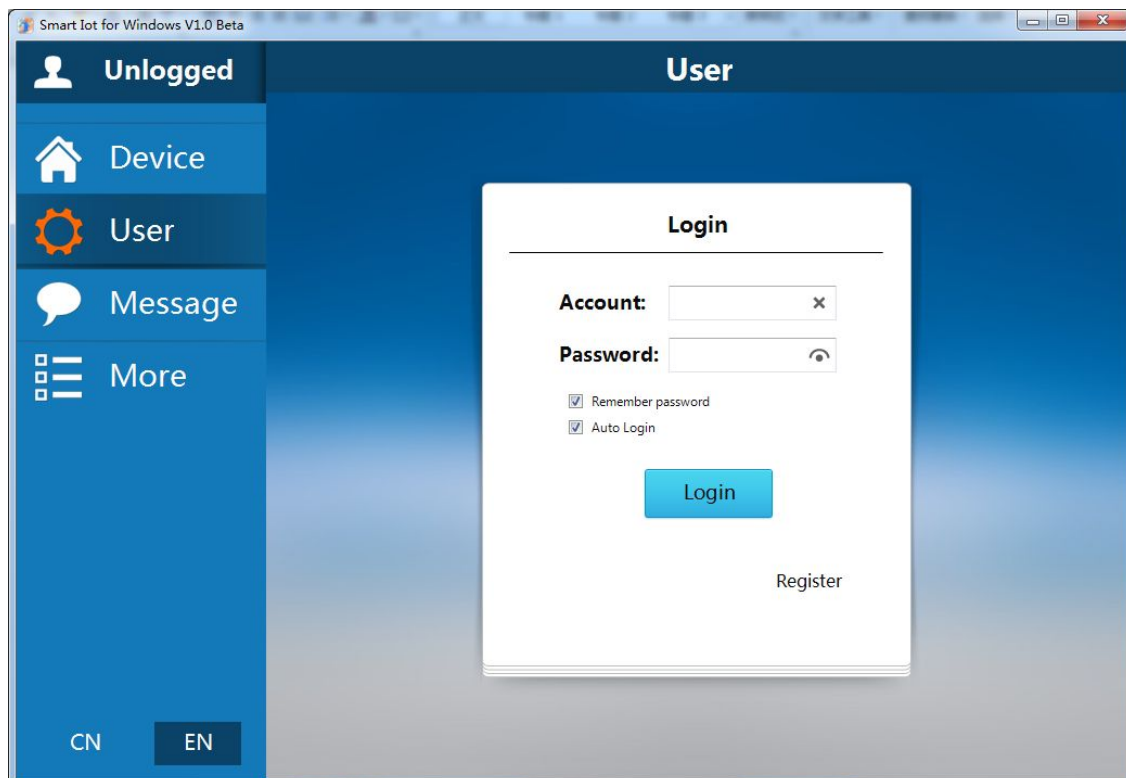 Smart Iot for Windows V1.0 Beta
Unlogged
User
Device
User
Message
More
CN
EN
Login
Account:
Password:
Remember password
Auto Login
Login
Register